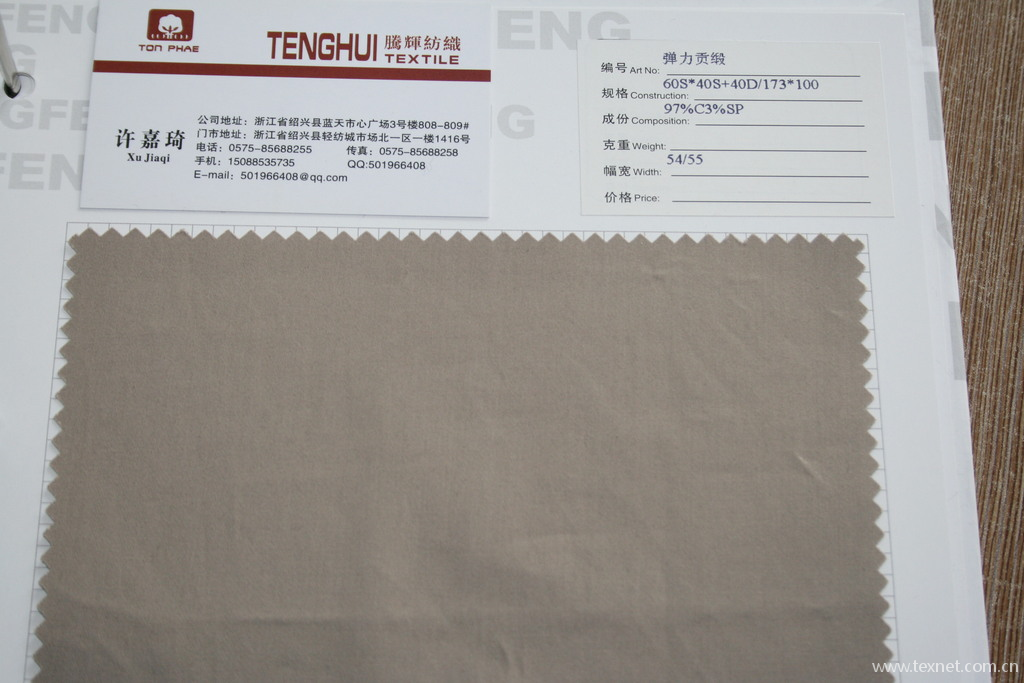 TON PHAE
TENGHUI 騰輝紡織
TEXTILE
许嘉琦
Xu Jiaqi
公司地址：浙江省绍兴县蓝天市心广场3号楼808-809#
门市地址：浙江省绍兴县轻纺城市场北一区一楼1416号
电话：0575-85688255 传真：0575-85688258
手机：15088535735 QQ:501966408
E-mail：501966408@qq.com
编号 Art No: 弹力贡缎
规格 Construction: 60S*40S+40D/173*100
成份 Composition: 97%C3%SP
克重 Weight:
幅宽 Width: 54/55
价格 Price:
FENG
ENG
G
GFE
G
FEN
www.texnet.com.cn